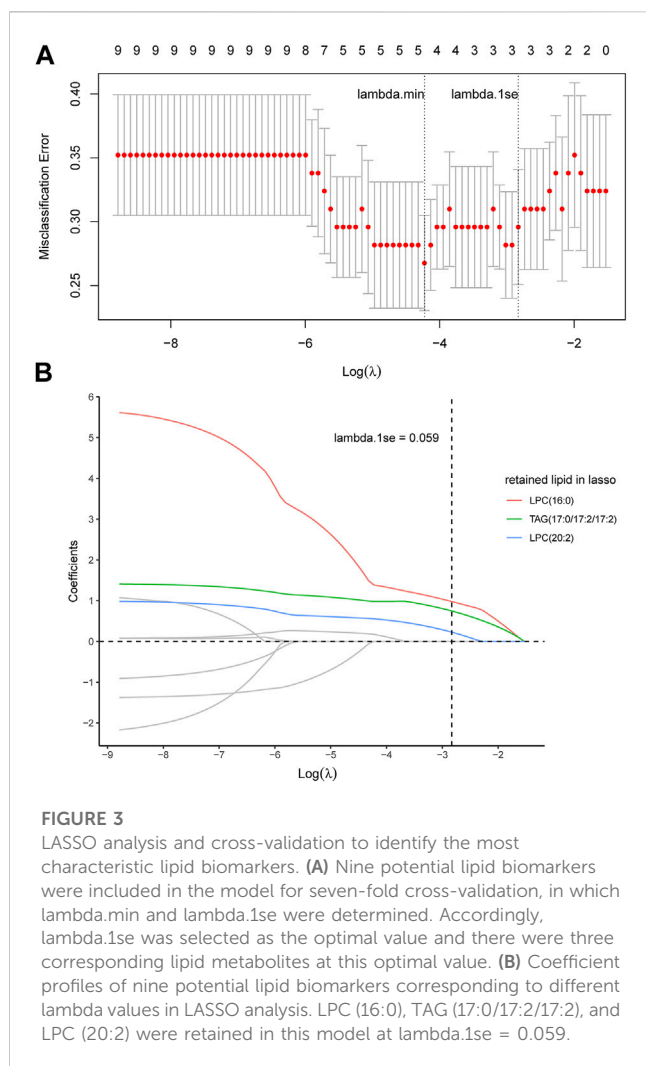 A
9 9 9 9 9 9 9 9 9 9 8 7 5 5 5 5 5 4 4 3 3 3 2 2 0
lambda.min lambda.1se
Misclassification Error
0.40
0.35
0.30
0.25
−8 −6 −4 −2
Log(λ)
B
6
5
4
3
2
1
0
−1
−2
Coefficients
lambda.1se = 0.059
retained lipid in lasso
LPC(16:0)
TAG(17:0/17:2/17:2)
LPC(20:2)
−9 −8 −7 −6 −5 −4 −3 −2
Log(λ)
FIGURE 3
LASSO analysis and cross-validation to identify the most
characteristic lipid biomarkers. (A) Nine potential lipid biomarkers
were included in the model for seven-fold cross-validation, in which
lambda.min and lambda.1se were determined. Accordingly,
lambda.1se was selected as the optimal value and there were three
corresponding lipid metabolites at this optimal value. (B) Coefficient
profiles of nine potential lipid biomarkers corresponding to different
lambda values in LASSO analysis. LPC (16:0), TAG (17:0/17:2/17:2), and
LPC (20:2) were retained in this model at lambda.1se = 0.059.